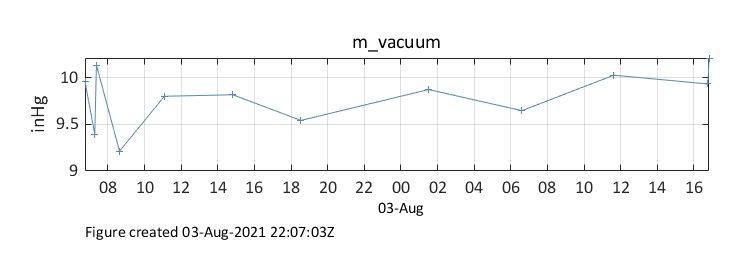 m_vacuum
10
9.5
9
inHg
08 10 12 14 16 18 20 22 00 02 04 06 08 10 12 14 16
03-Aug
Figure created 03-Aug-2021 22:07:03Z